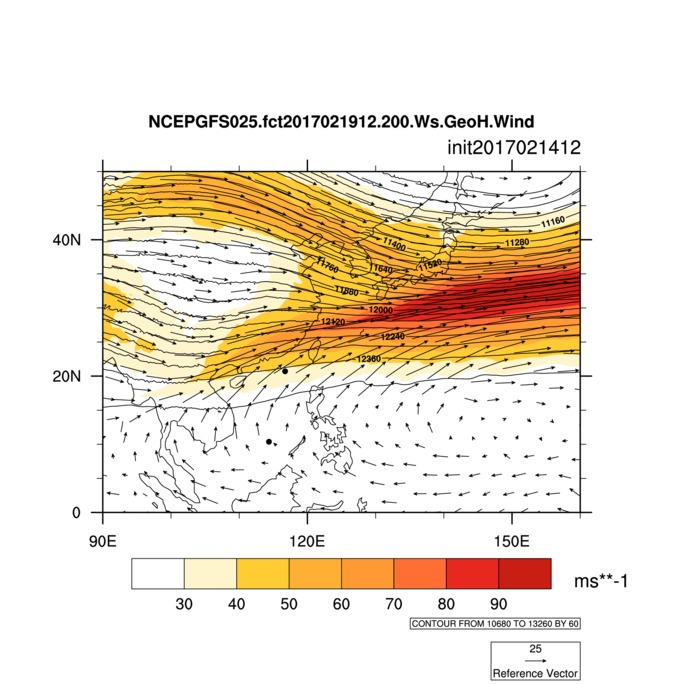 NCEPGFS025.fct2017021912.200.Ws.GeoH.Wind
init2017021412
11160
40N
11400
11280
11760
11640
11520
11880
12000
12120
12240
12360
20N
0
90E 120E 150E
ms**-1
30 40 50 60 70 80 90
CONTOUR FROM 10680 TO 13260 BY 60
25
Reference Vector